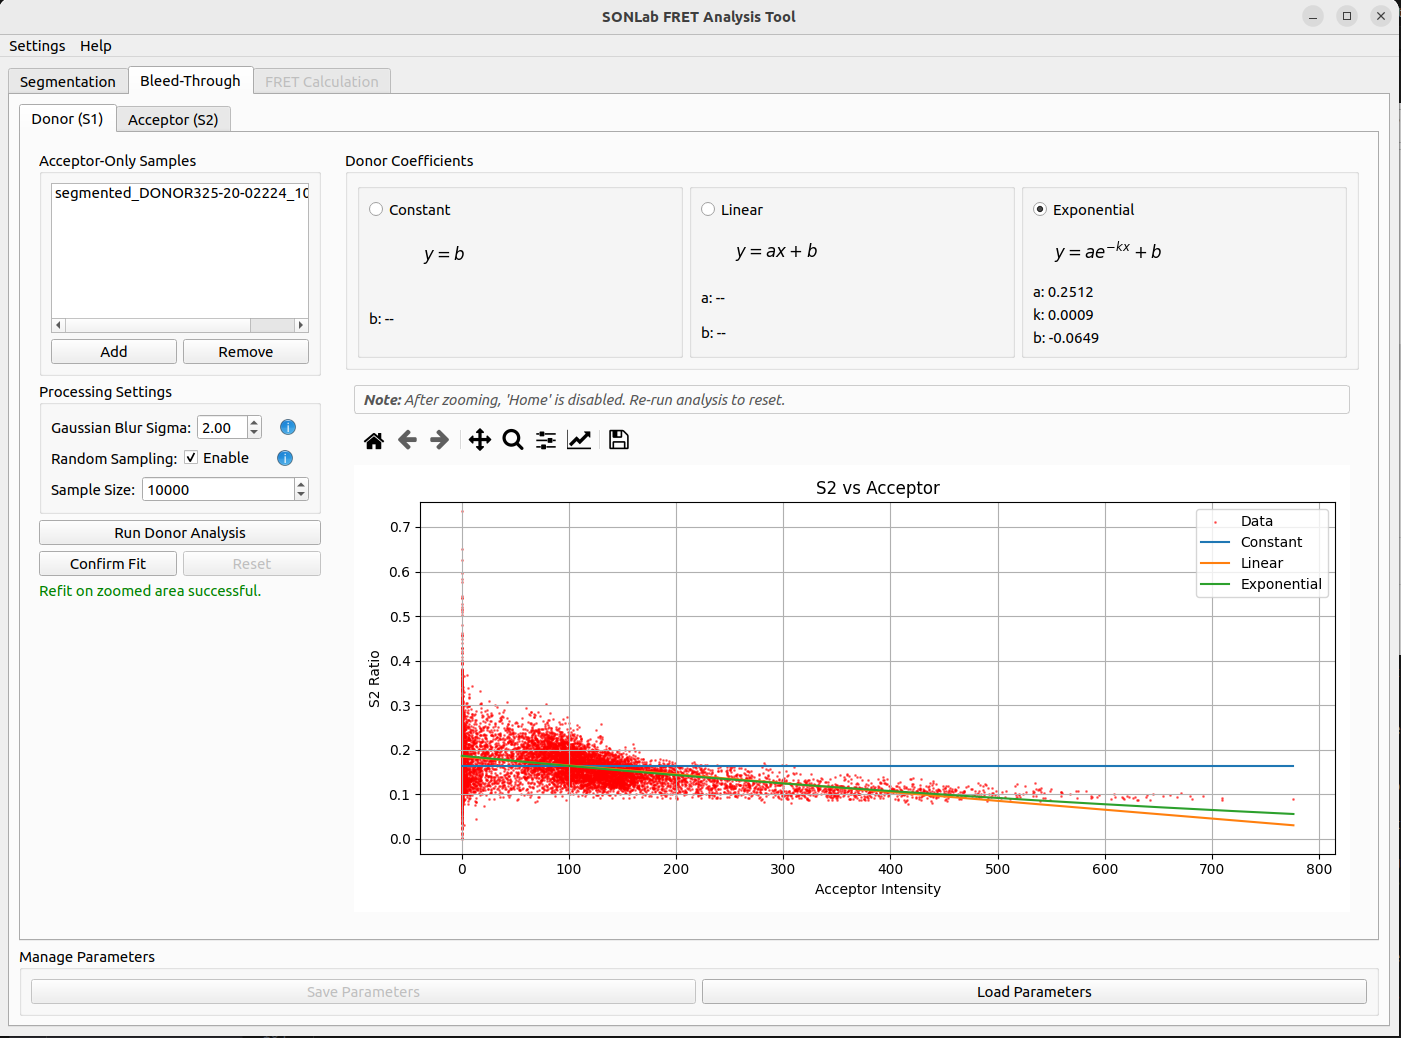 SONLab FRET Analysis Tool
Settings Help
Segmentation Bleed-Through FRET Calculation
Donor (S1) Acceptor (S2)
Acceptor-Only Samples
segmented_DONOR325-20-02224_10
Add Remove
Processing Settings
Gaussian Blur Sigma: 2.00
Random Sampling: Enable
Sample Size: 10000
Run Donor Analysis
Confirm Fit Reset
Refit on zoomed area successful.
Donor Coefficients
Constant
y = b
b: --
Linear
y = ax + b
a: --
b: --
Exponential
y = ae^{-kx} + b
a: 0.2512
k: 0.0009
b: -0.0649
Note: After zooming, 'Home' is disabled. Re-run analysis to reset.
S2 vs Acceptor
Data
Constant
Linear
Exponential
0.7
0.6
0.5
0.4
0.3
0.2
0.1
0.0
S2 Ratio
0 100 200 300 400 500 600 700 800
Acceptor Intensity
Manage Parameters
Save Parameters Load Parameters